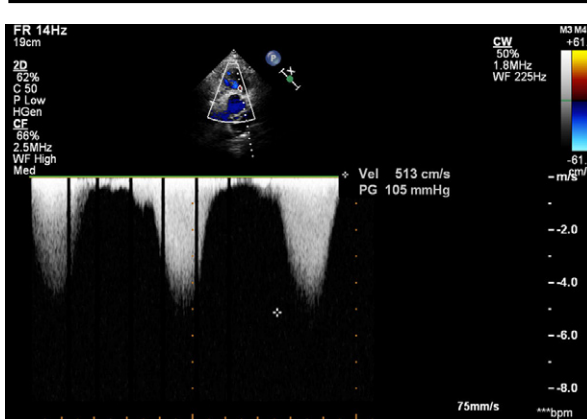 FR 14Hz
19cm
2D
62%
C 50
P Low
HGen
CF
66%
2.5MHz
WF High
Med
P
X
CW
50%
1.8MHz
WF 225Hz
M3 M4
+61
-61.
cm/s
Vel 513 cm/s
PG 105 mmHg
m/s
-2.0
-4.0
-6.0
-8.0
75mm/s
***bpm